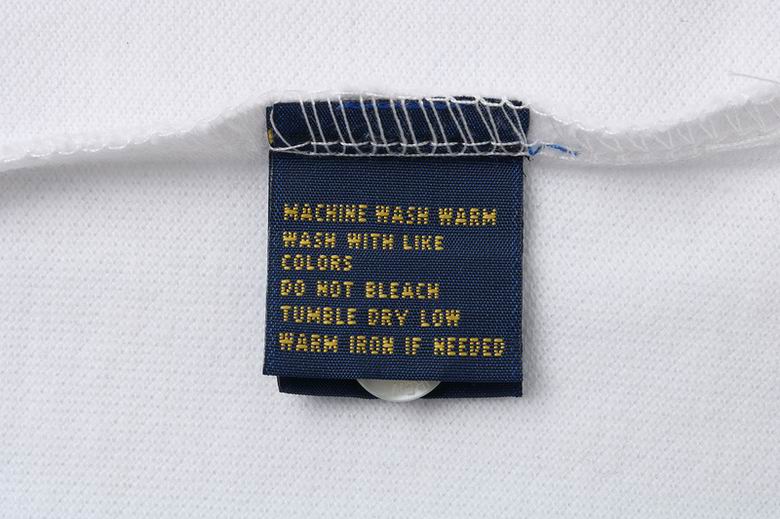 MACHINE WASH WARM
WASH WITH LIKE
COLORS
DO NOT BLEACH
TUMBLE DRY LOW
WARM IRON IF NEEDED